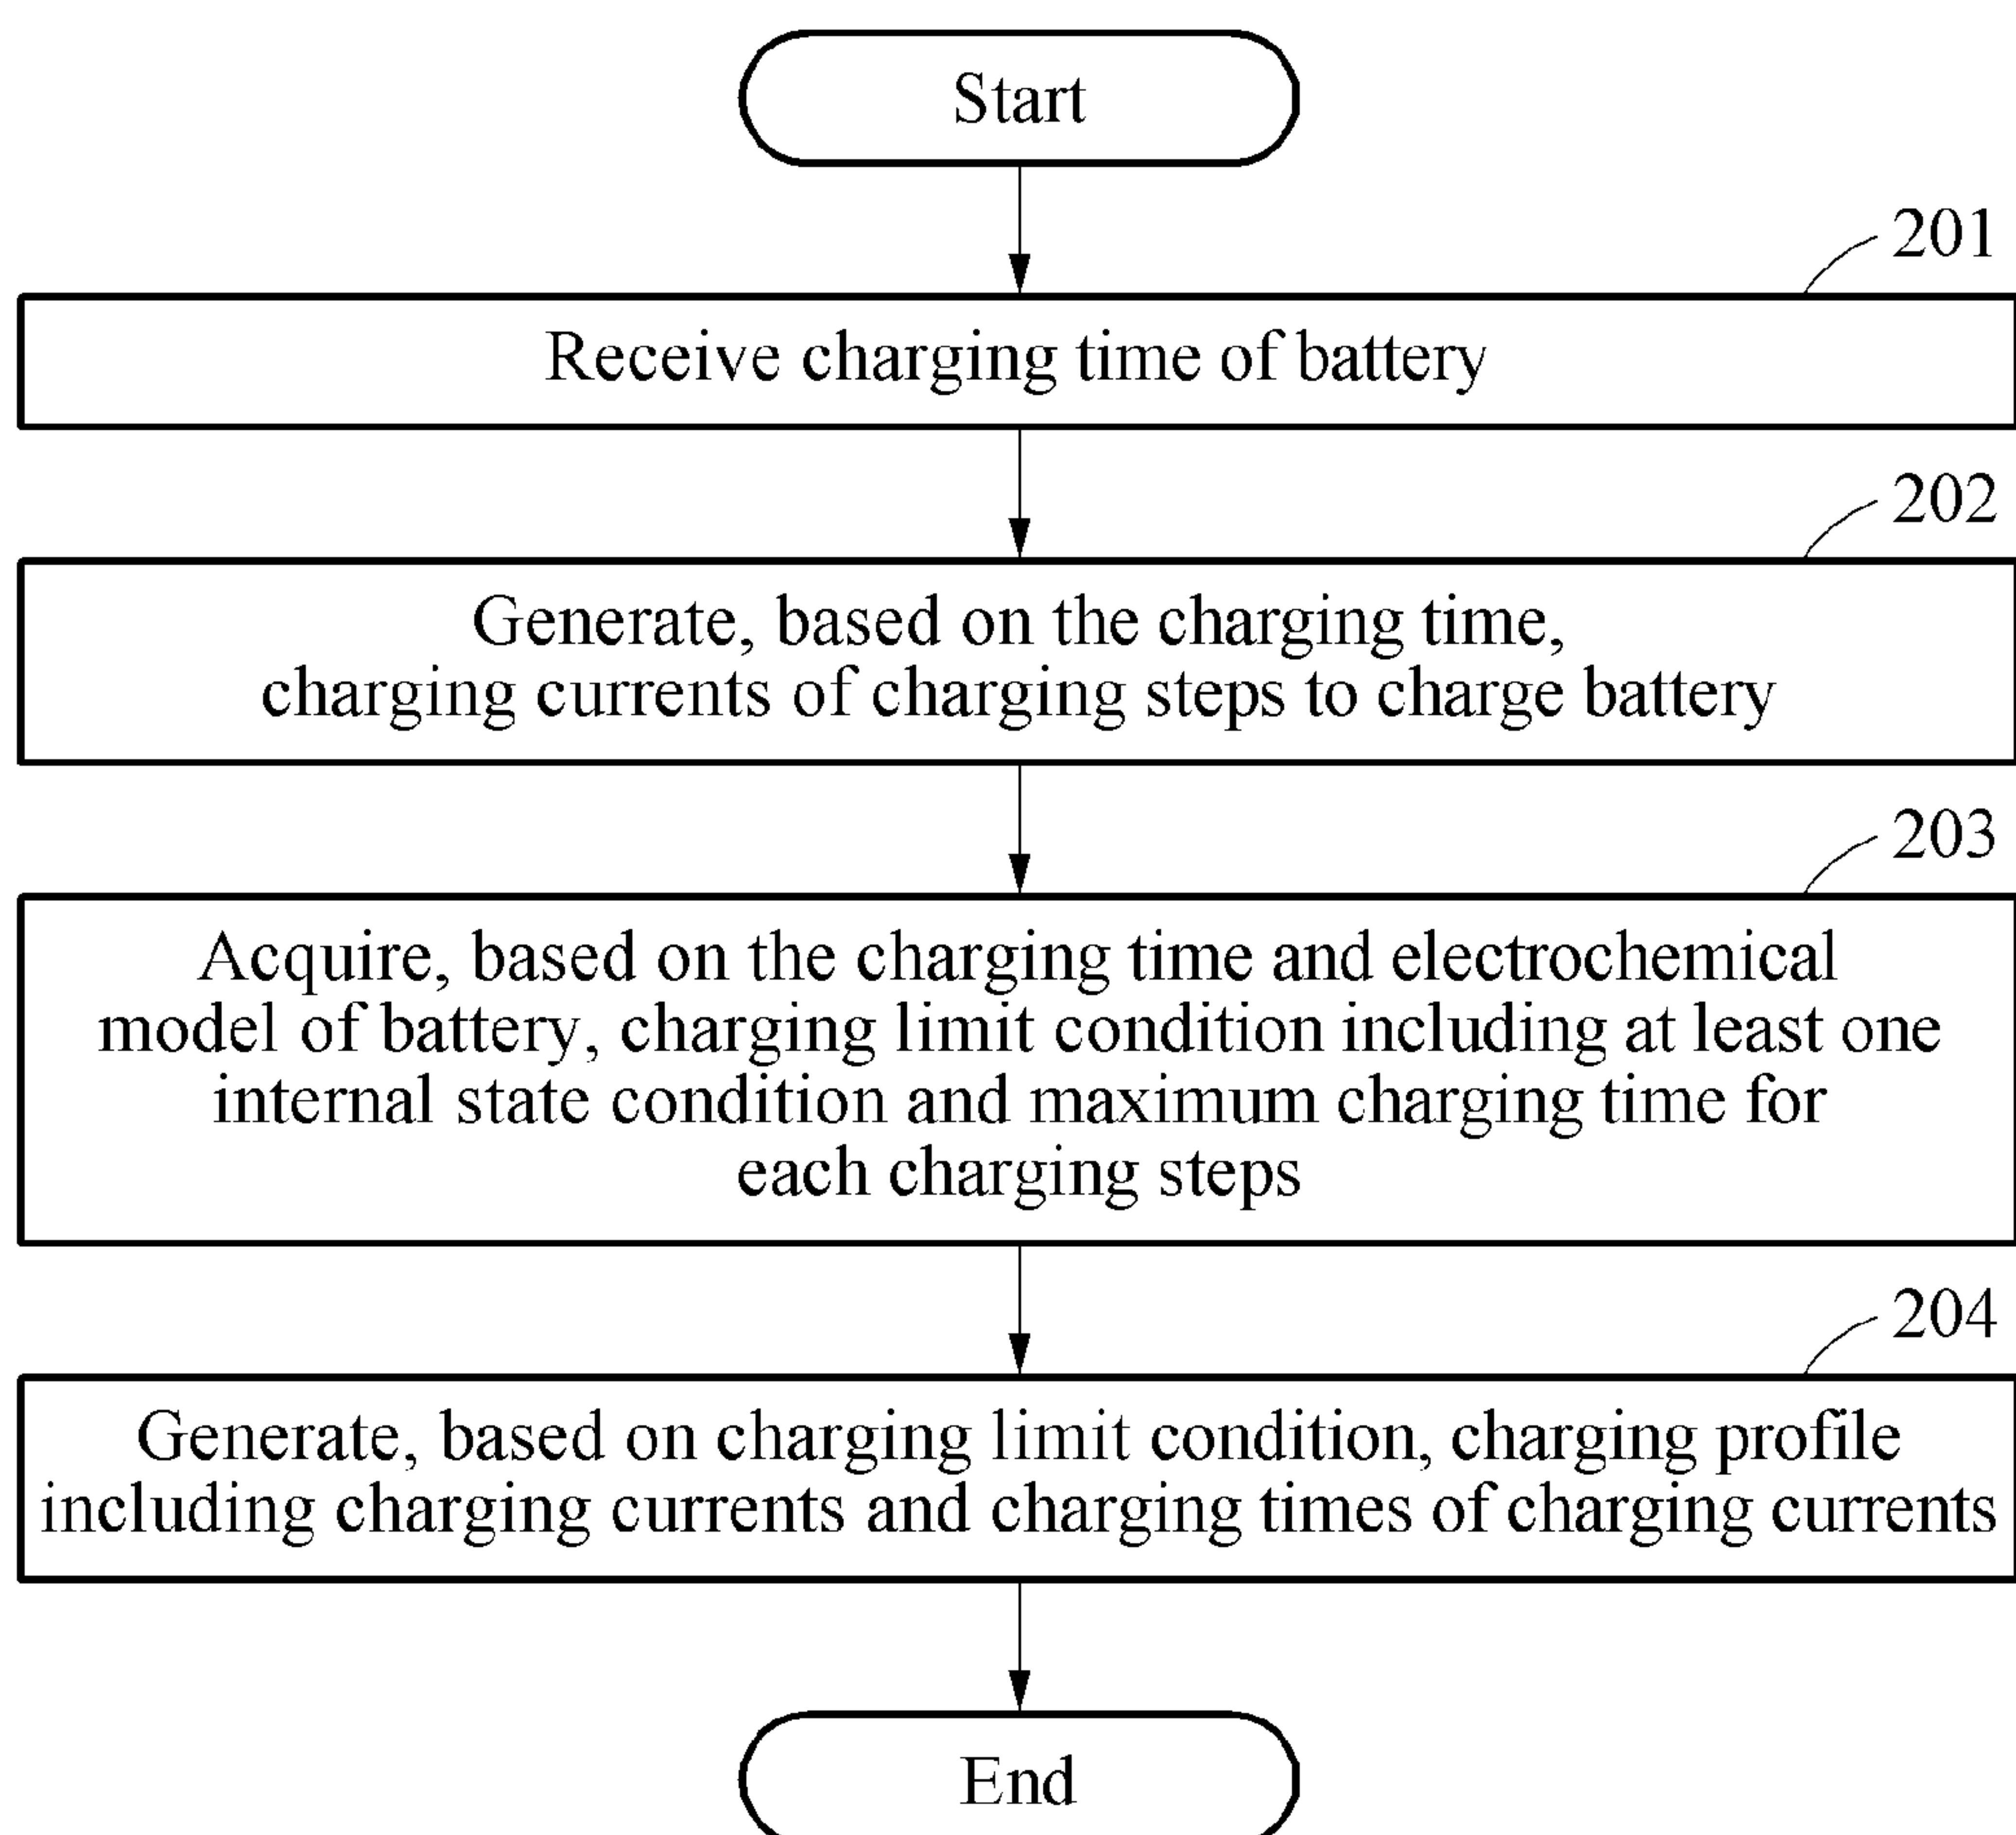 Start
201
Receive charging time of battery
202
Generate, based on the charging time,
charging currents of charging steps to charge battery
203
Acquire, based on the charging time and electrochemical
model of battery, charging limit condition including at least one
internal state condition and maximum charging time for
each charging steps
204
Generate, based on charging limit condition, charging profile
including charging currents and charging times of charging currents
End